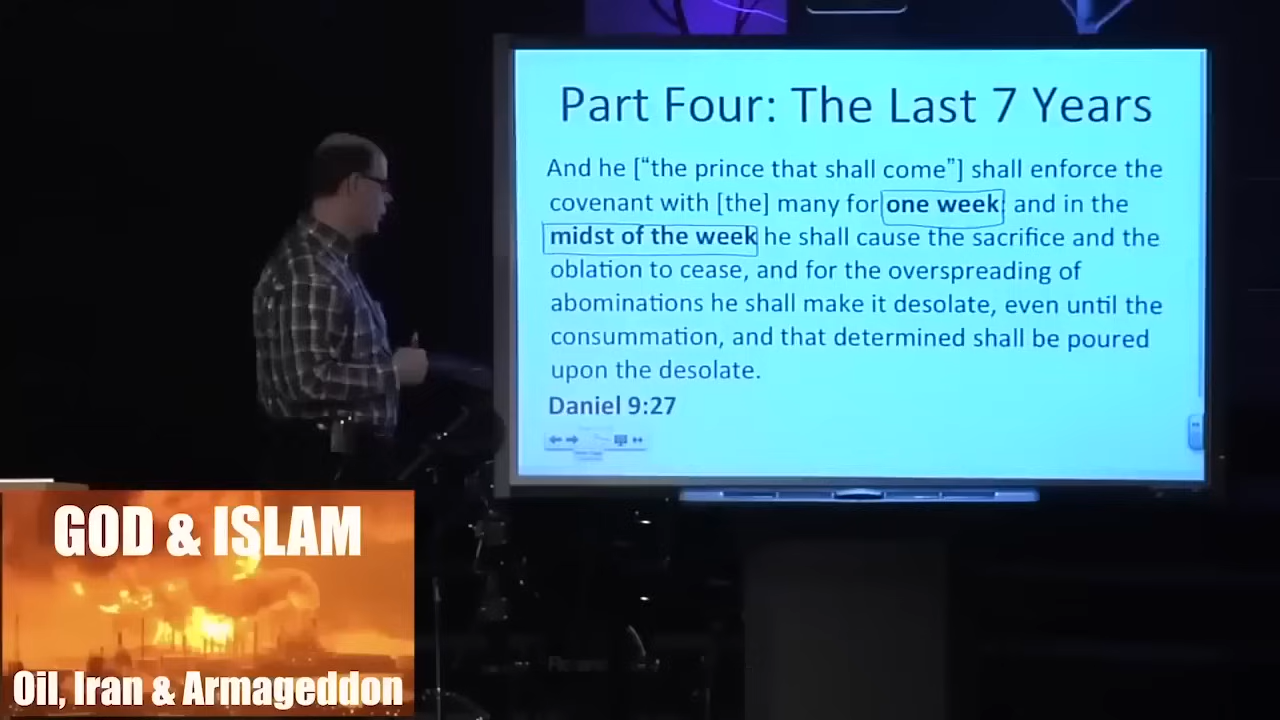 Part Four: The Last 7 Years
And he [“the prince that shall come”] shall enforce the
covenant with [the] many for one week; and in the
midst of the week he shall cause the sacrifice and the
oblation to cease, and for the overspreading of
abominations he shall make it desolate, even until the
consummation, and that determined shall be poured
upon the desolate.
Daniel 9:27
GOD & ISLAM
Oil, Iran & Armageddon